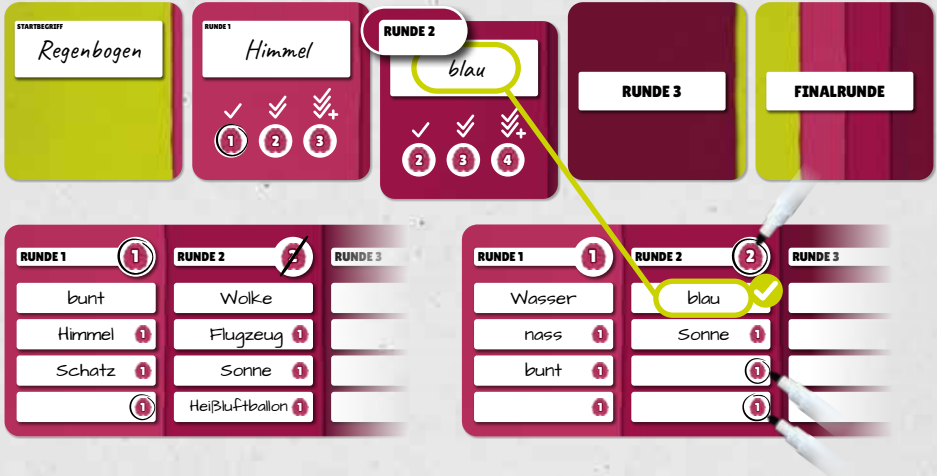 STARTBEGRIFF
Regenbogen
RUNDE 1
Himmel
1 2 3
RUNDE 2
blau
2 3 4
RUNDE 3
FINALRUNDE
RUNDE 1 1
bunt
Himmel 1
Schatz 1
1
RUNDE 2 2
Wolke
Flugzeug 1
Sonne 1
Heißluftballon 1
RUNDE 3
RUNDE 1 1
Wasser
nass 1
bunt 1
1
RUNDE 2 2
blau
Sonne 1
1
1
RUNDE 3